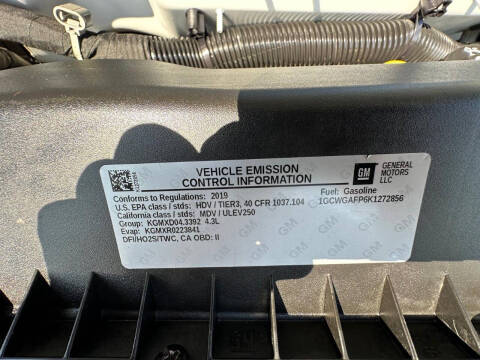 VEHICLE EMISSION
CONTROL INFORMATION
GM
GENERAL
MOTORS
LLC
Conforms to Regulations: 2019
U.S. EPA class / stds: HDV / TIER3, 40 CFR 1037.104
California class / stds: MDV / ULEV250
Group: KGMXD04.3392 4.3L
Evap: KGMXR0223841
DFI/HO2S/TWC, CA OBD: II
Fuel: Gasoline
1GCWGAFP6K1272856